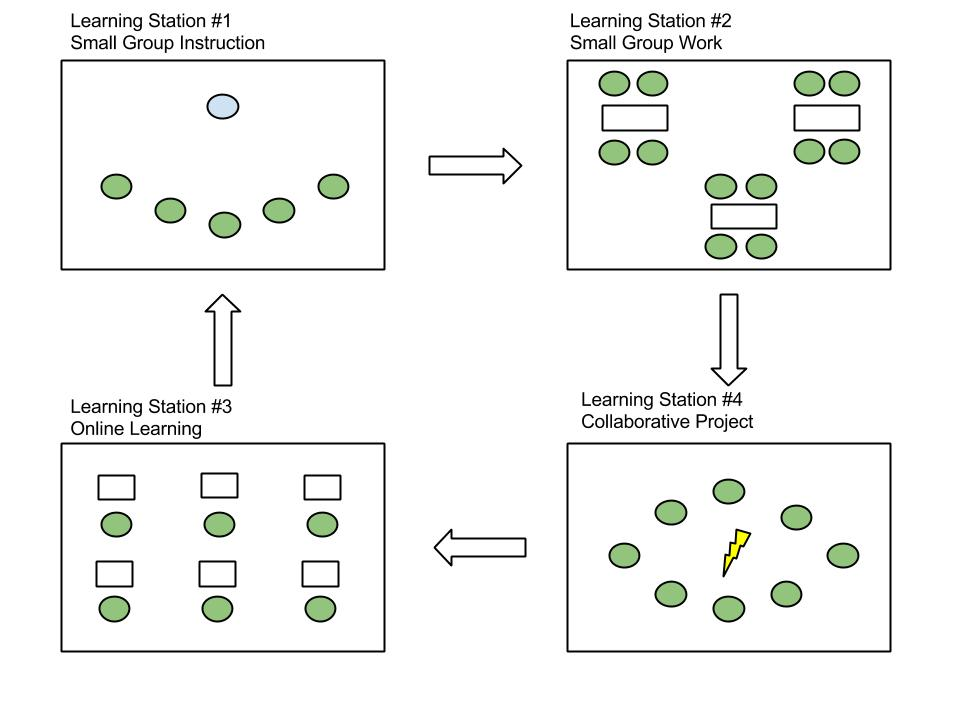 Learning Station #1
Small Group Instruction
Learning Station #2
Small Group Work
Learning Station #3
Online Learning
Learning Station #4
Collaborative Project